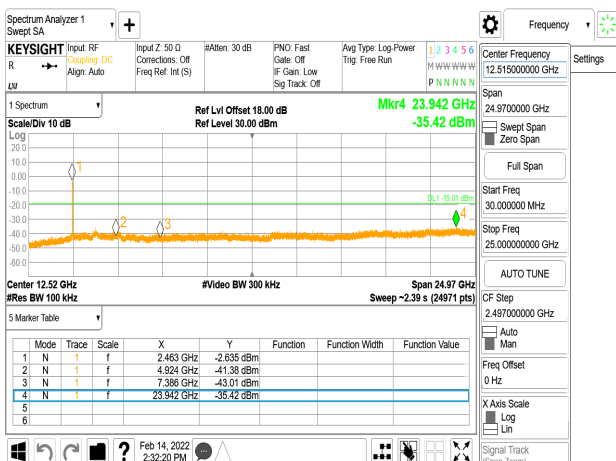 Spectrum Analyzer 1
Swept SA
Frequency
KEYSIGHT
R
Input: RF
Coupling: DC
Align: Auto
Input Z: 50 Ω
Corrections: Off
Freq Ref: Int (S)
#Atten: 30 dB
PNO: Fast
Gate: Off
IF Gain: Low
Sig Track: Off
Avg Type: Log-Power
Trig: Free Run
1 2 3 4 5 6
M W W W W W
P N N N N N
LXI
Center Frequency
12.515000000 GHz
Settings
Span
24.9700000 GHz
Swept Span
Zero Span
Full Span
Start Freq
30.000000 MHz
Stop Freq
25.000000000 GHz
AUTO TUNE
CF Step
2.497000000 GHz
Auto
Man
Freq Offset
0 Hz
X Axis Scale
Log
Lin
Signal Track
(Span Zoom)
1 Spectrum
Scale/Div 10 dB
Ref Lvl Offset 18.00 dB
Ref Level 30.00 dBm
Mkr4 23.942 GHz
-35.42 dBm
Log
20.0
10.0
0.00
-10.0
-20.0
-30.0
-40.0
-50.0
-60.0
1
2
3
4
DL1 -19.01 dBm
Center 12.52 GHz
#Res BW 100 kHz
#Video BW 300 kHz
Span 24.97 GHz
Sweep ~2.39 s (24971 pts)
5 Marker Table
Mode Trace Scale X Y Function Function Width Function Value
1 N 1 f 2.463 GHz -2.635 dBm
2 N 1 f 4.924 GHz -41.38 dBm
3 N 1 f 7.386 GHz -43.01 dBm
4 N 1 f 23.942 GHz -35.42 dBm
5
6
?
Feb 14, 2022
2:32:20 PM